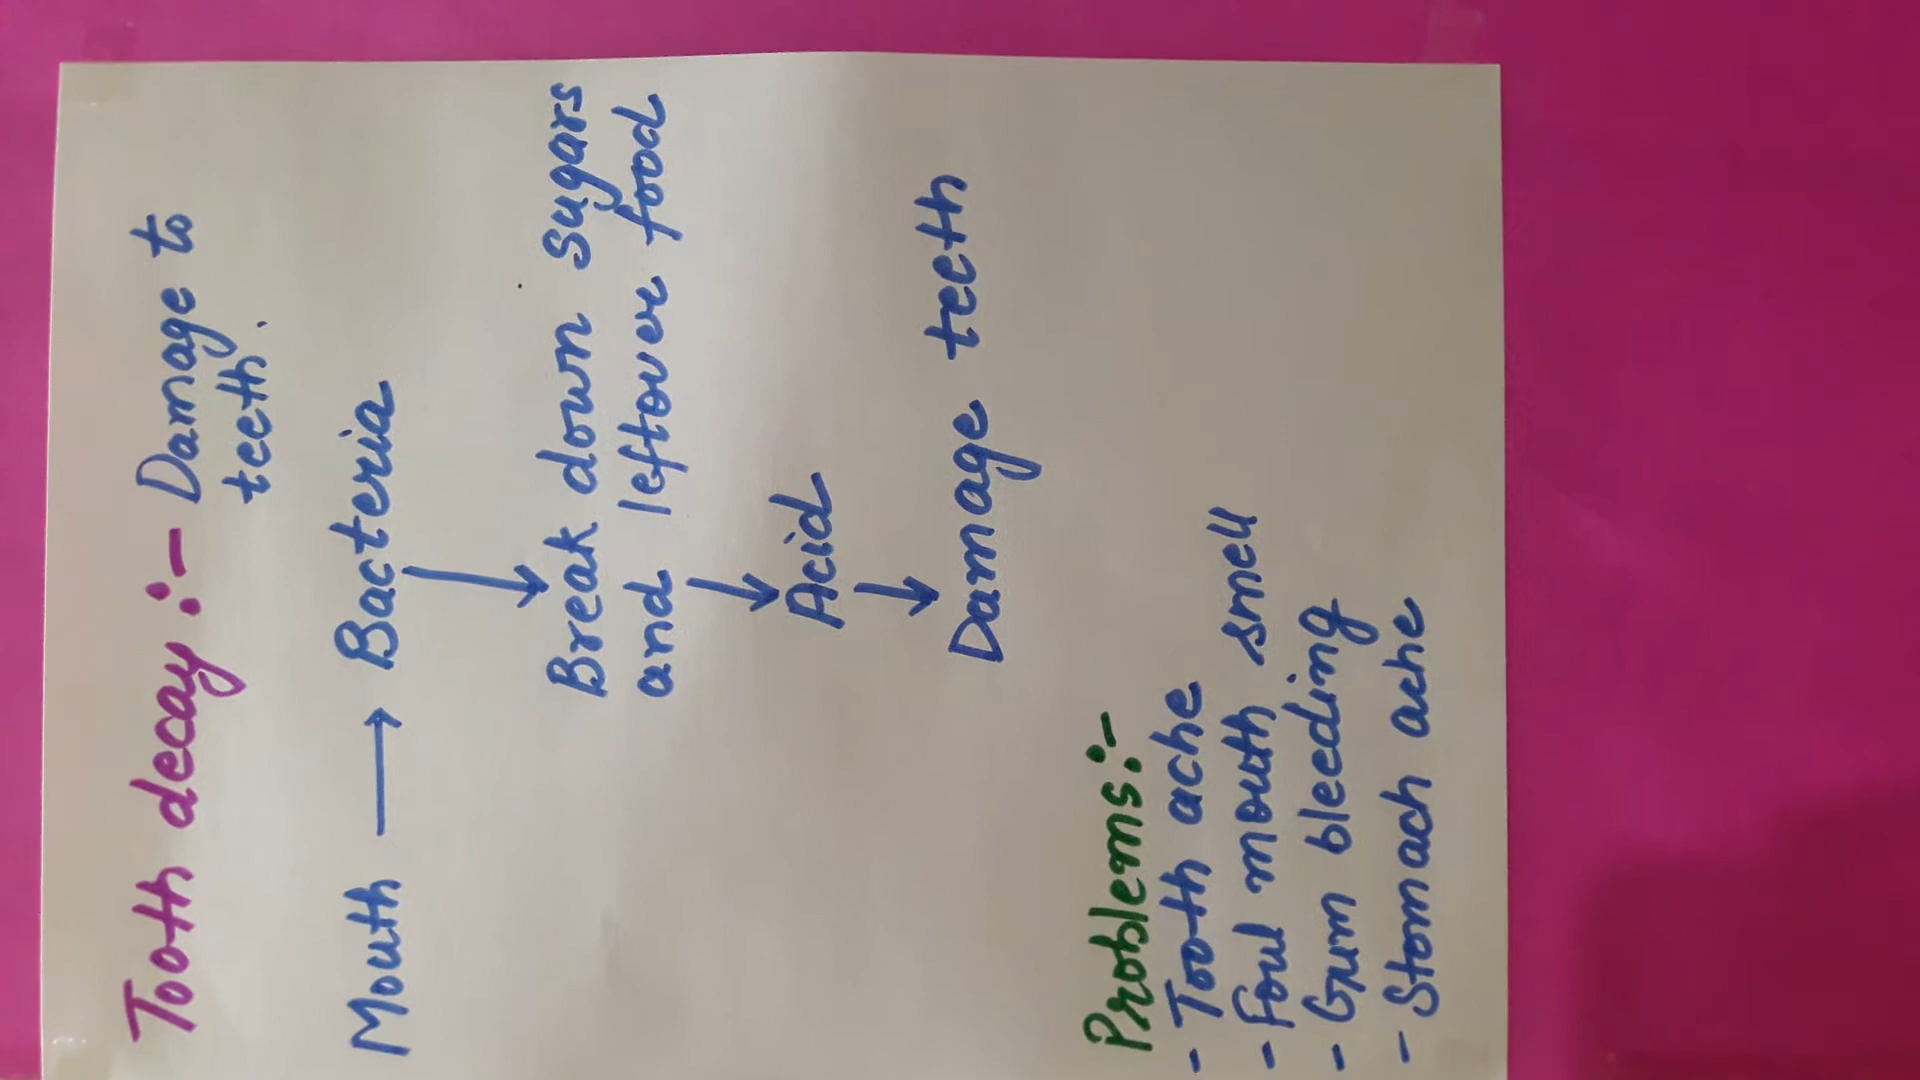 Tooth decay :- Damage to
teeth.
Mouth → Bacteria
↓
Break down sugars
and leftover food
↓
Acid
↓
Damage teeth
Problems :-
- Tooth ache
- Foul mouth smell
- Gum bleeding
- Stomach ache